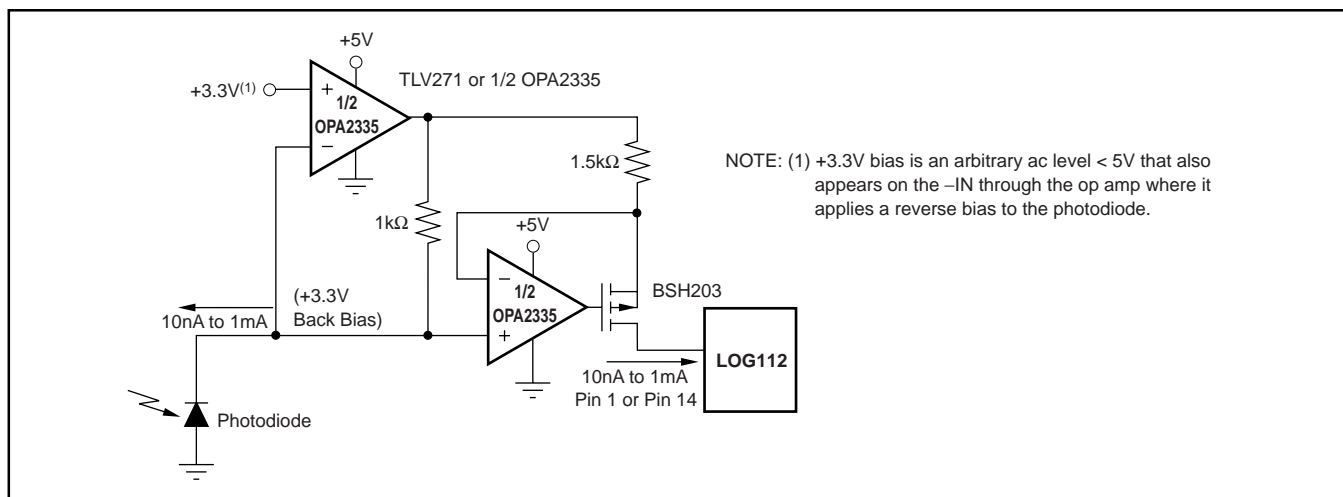 +5V
TLV271 or 1/2 OPA2335
+3.3V(1)
+
1/2
OPA2335
−
1.5kΩ
NOTE: (1) +3.3V bias is an arbitrary ac level < 5V that also
appears on the −IN through the op amp where it
applies a reverse bias to the photodiode.
1kΩ
+5V
−
1/2
OPA2335
+
BSH203
(+3.3V
Back Bias)
10nA to 1mA
LOG112
10nA to 1mA
Pin 1 or Pin 14
Photodiode